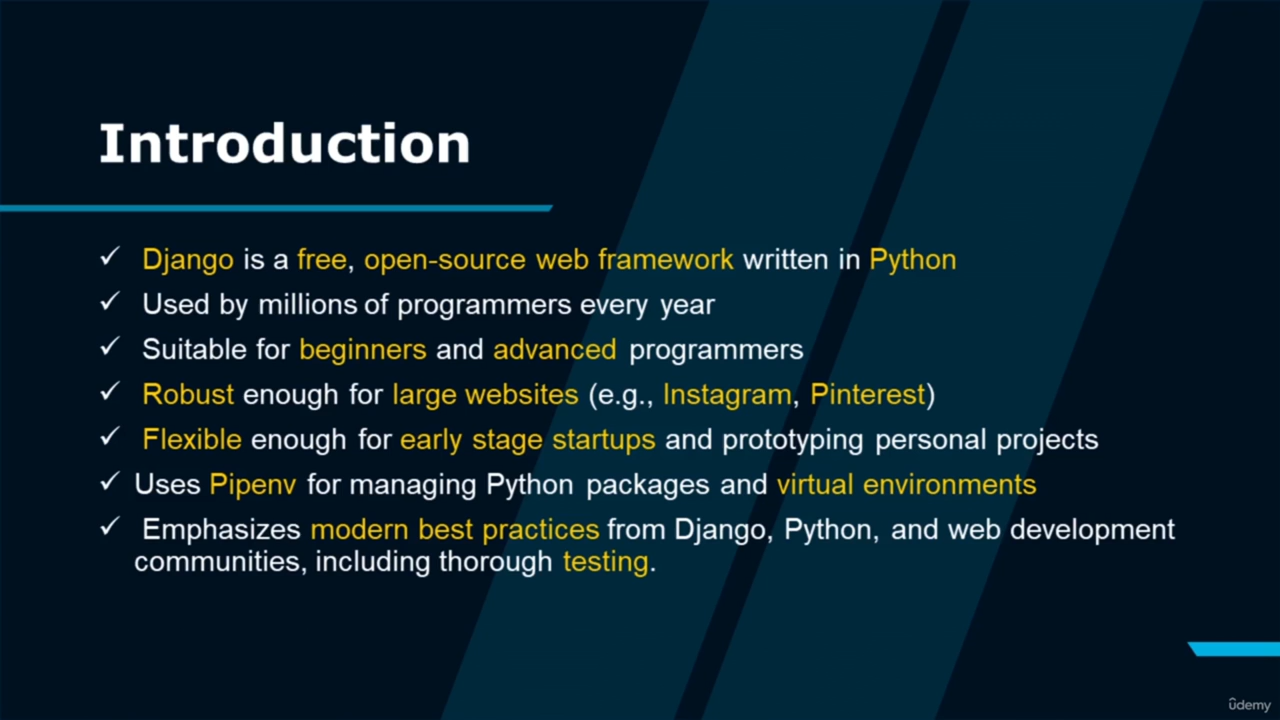 Introduction
✓ Django is a free, open-source web framework written in Python
✓ Used by millions of programmers every year
✓ Suitable for beginners and advanced programmers
✓ Robust enough for large websites (e.g., Instagram, Pinterest)
✓ Flexible enough for early stage startups and prototyping personal projects
✓ Uses Pipenv for managing Python packages and virtual environments
✓ Emphasizes modern best practices from Django, Python, and web development
communities, including thorough testing.
ûdemy